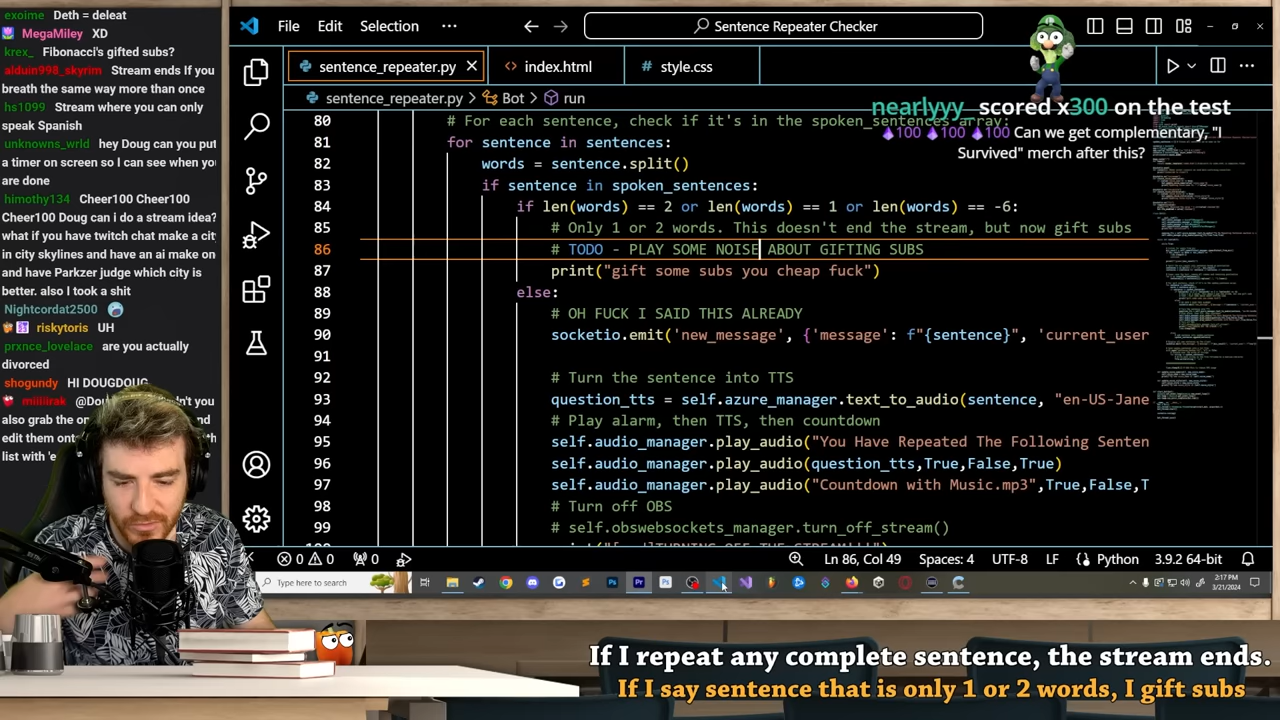 exoime Deth = deleat
MegaMiley XD
krex_ Fibonacci's gifted subs?
alduin998_skyrim Stream ends If you
breath the same way more than once
hs1099 Stream where you can only
speak Spanish
unknowns_wrld hey Doug can you put
a timer on screen so I can see when you
are done
himothy134 Cheer100 Cheer100
Cheer100 Doug can i do a stream idea?
what if you have twitch chat make a city
in city skylines and have an ai make on
and have Parkzer judge which city is
better. also I took a shit
Nightcordat2500
riskytoris UH
prxnce_lovelace are you actually
divorced
shogundy HI DOUGDOUG
miiiiirak
also grab the
edit them
list with
File Edit Selection ···
Sentence Repeater Checker
sentence_repeater.py
index.html
style.css
sentence_repeater.py > Bot > run
nearlyyy_ scored x300 on the test
100 100 100 Can we get complementary, "I
Survived" merch after this?
80 # For each sentence, check if it's in the spoken_sentences array:
81 for sentence in sentences:
82 words = sentence.split()
83 if sentence in spoken_sentences:
84 if len(words) == 2 or len(words) == 1 or len(words) == -6:
85 # Only 1 or 2 words. This doesn't end the stream, but now gift subs
86 # TODO - PLAY SOME NOISE ABOUT GIFTING SUBS
87 print("gift some subs you cheap fuck")
88 else:
89 # OH FUCK I SAID THIS ALREADY
90 socketio.emit('new_message', {'message': f"{sentence}", 'current_user
91
92 # Turn the sentence into TTS
93 question_tts = self.azure_manager.text_to_audio(sentence, "en-US-Jane
94 # Play alarm, then TTS, then countdown
95 self.audio_manager.play_audio("You Have Repeated The Following Senten
96 self.audio_manager.play_audio(question_tts,True,False,True)
97 self.audio_manager.play_audio("Countdown with Music.mp3",True,False,T
98 # Turn off OBS
99 # self.obswebsockets_manager.turn_off_stream()
0 0 0 Ln 86, Col 49 Spaces: 4 UTF-8 LF Python 3.9.2 64-bit
Type here to search
2:17 PM
3/21/2024
If I repeat any complete sentence, the stream ends.
If I say sentence that is only 1 or 2 words, I gift subs